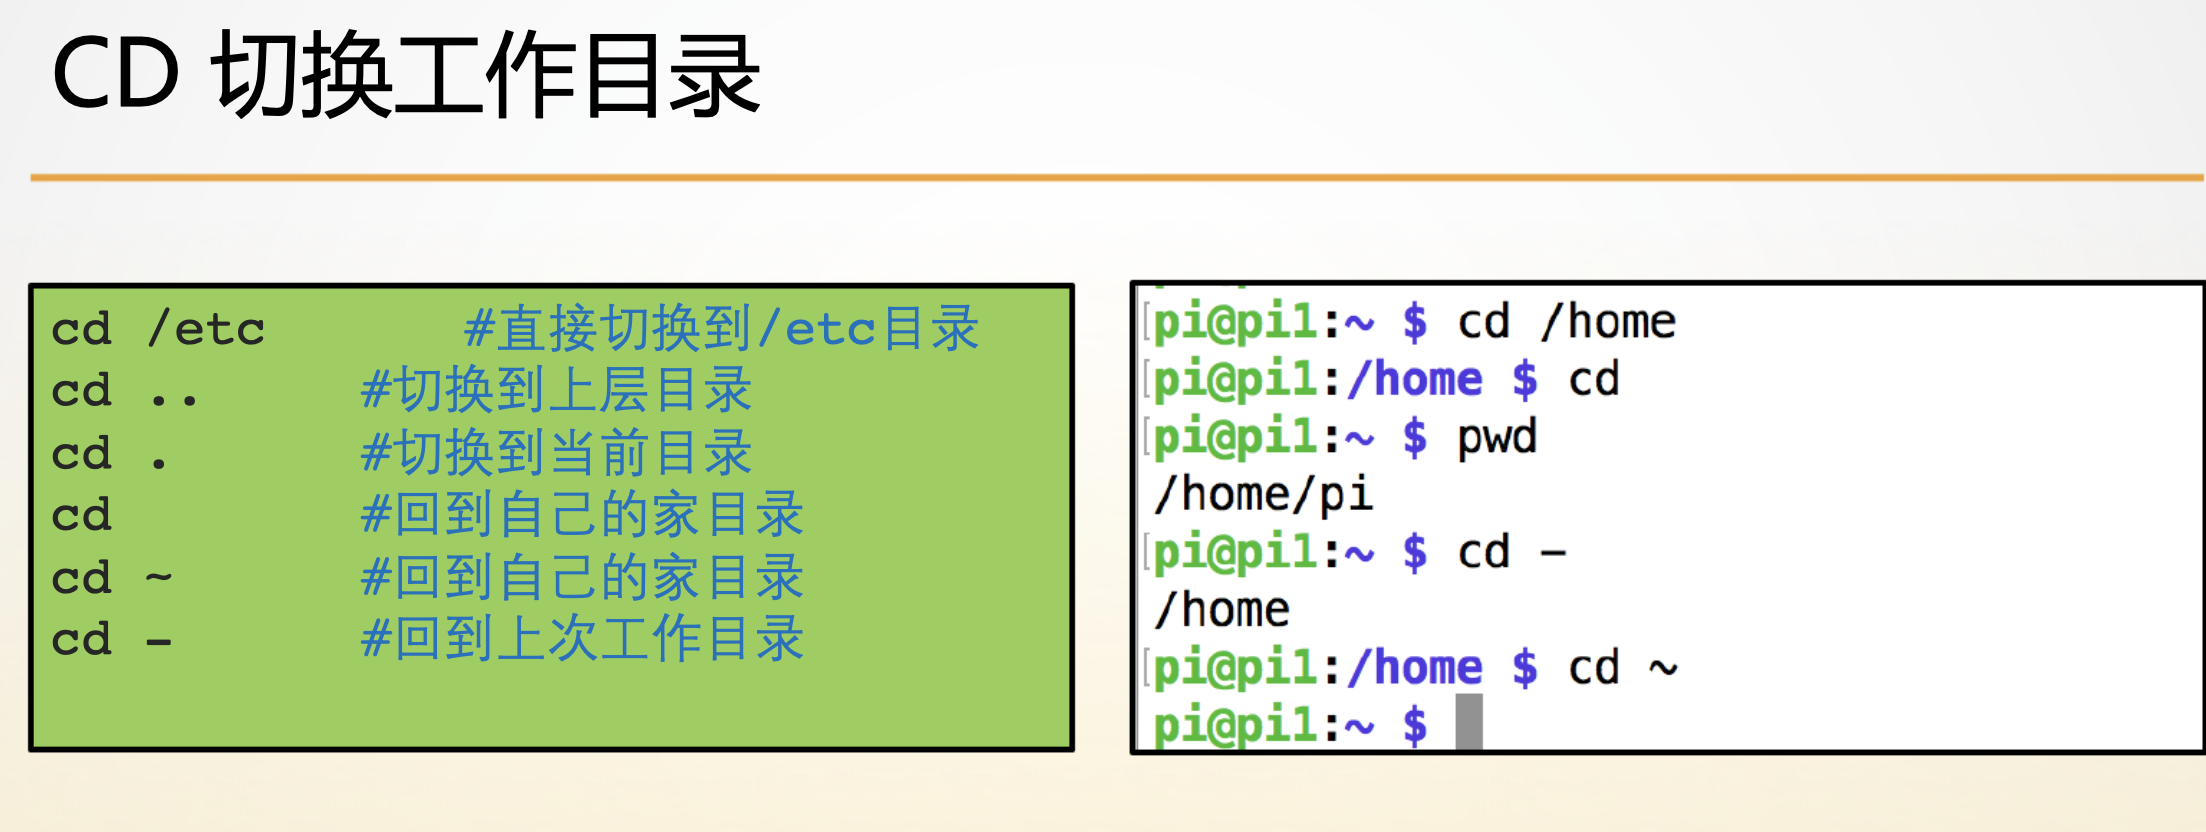 CD 切换工作目录
cd /etc #直接切换到/etc目录
cd .. #切换到上层目录
cd . #切换到当前目录
cd #回到自己的家目录
cd ~ #回到自己的家目录
cd - #回到上次工作目录
pi@pi1:~ $ cd /home
pi@pi1:/home $ cd
pi@pi1:~ $ pwd
/home/pi
pi@pi1:~ $ cd -
/home
pi@pi1:/home $ cd ~
pi@pi1:~ $